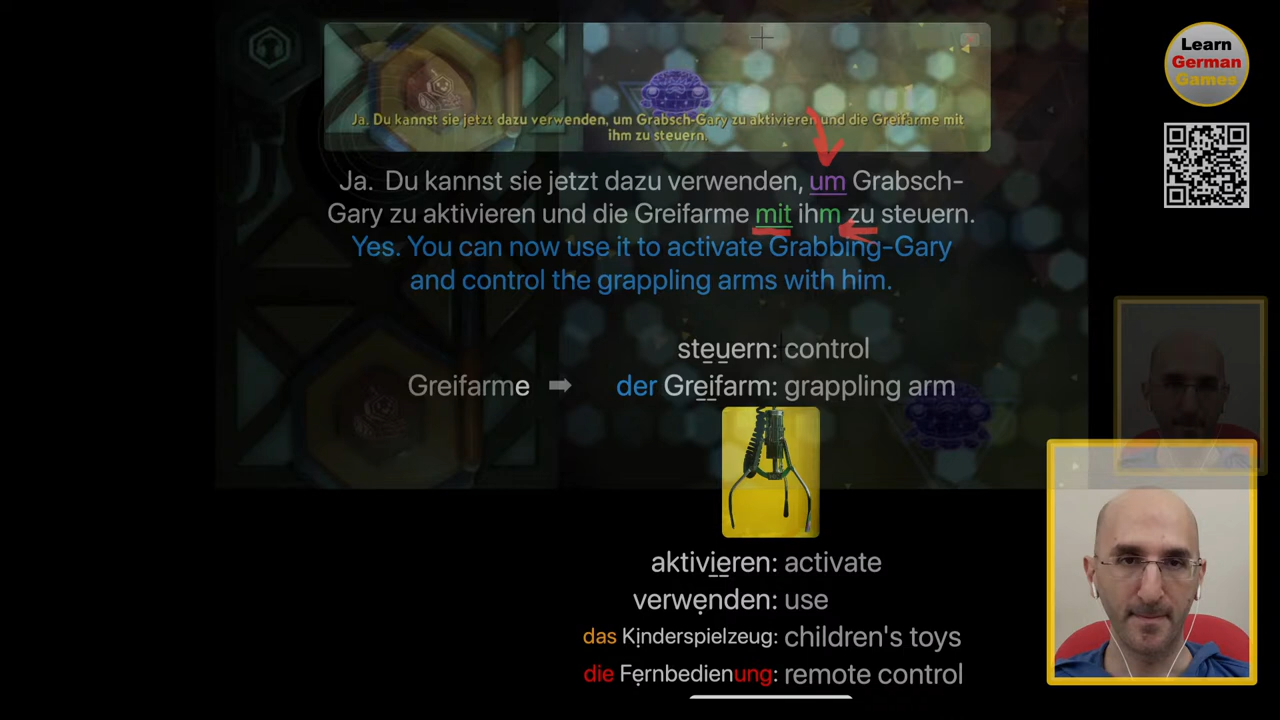 Learn
German
Games
Ja. Du kannst sie jetzt dazu verwenden, um Grabsch-Gary zu aktivieren und die Greifarme mit
ihm zu steuern.
Ja. Du kannst sie jetzt dazu verwenden, um Grabsch-
Gary zu aktivieren und die Greifarme mit ihm zu steuern.
Yes. You can now use it to activate Grabbing-Gary
and control the grappling arms with him.
steuern: control
Greifarme ➡ der Greifarm: grappling arm
aktivieren: activate
verwenden: use
das Kinderspielzeug: children's toys
die Fernbedienung: remote control